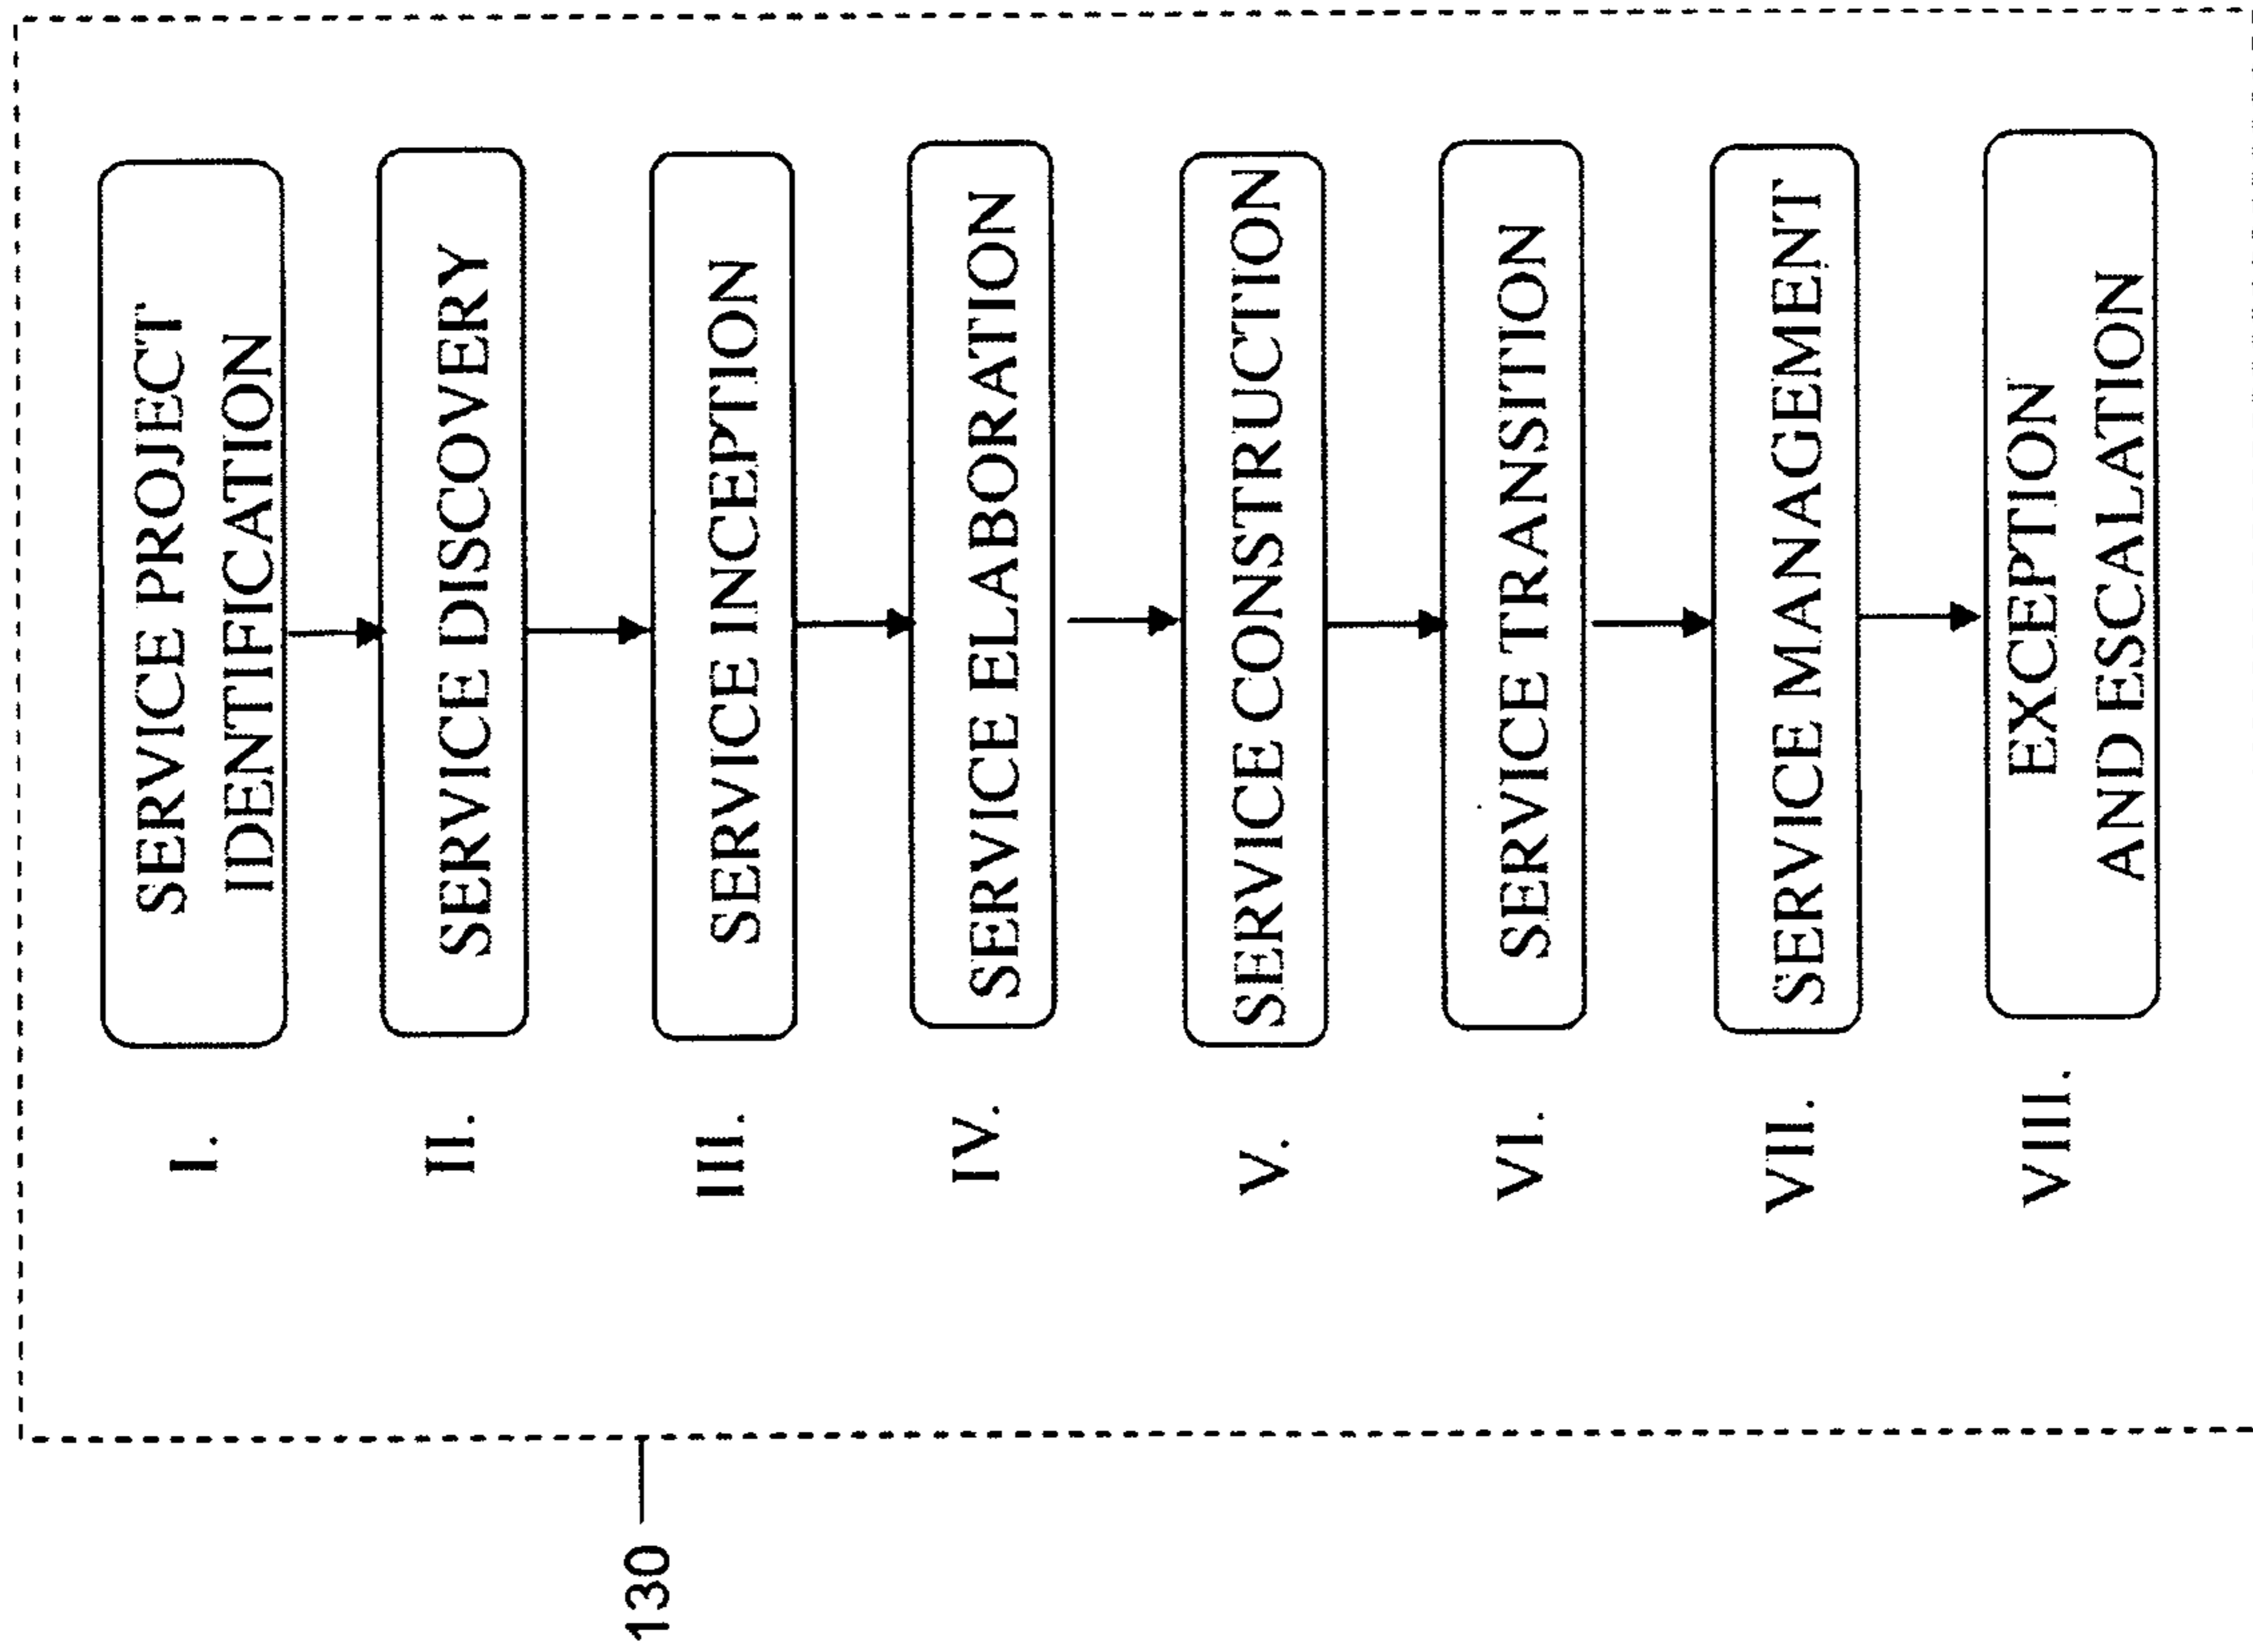 I.
SERVICE PROJECT
IDENTIFICATION
II.
SERVICE DISCOVERY
III.
SERVICE INCEPTION
IV.
SERVICE ELABORATION
V.
SERVICE CONSTRUCTION
VI.
SERVICE TRANSITION
VII.
SERVICE MANAGEMENT
VIII.
EXCEPTION
AND ESCALATION
130